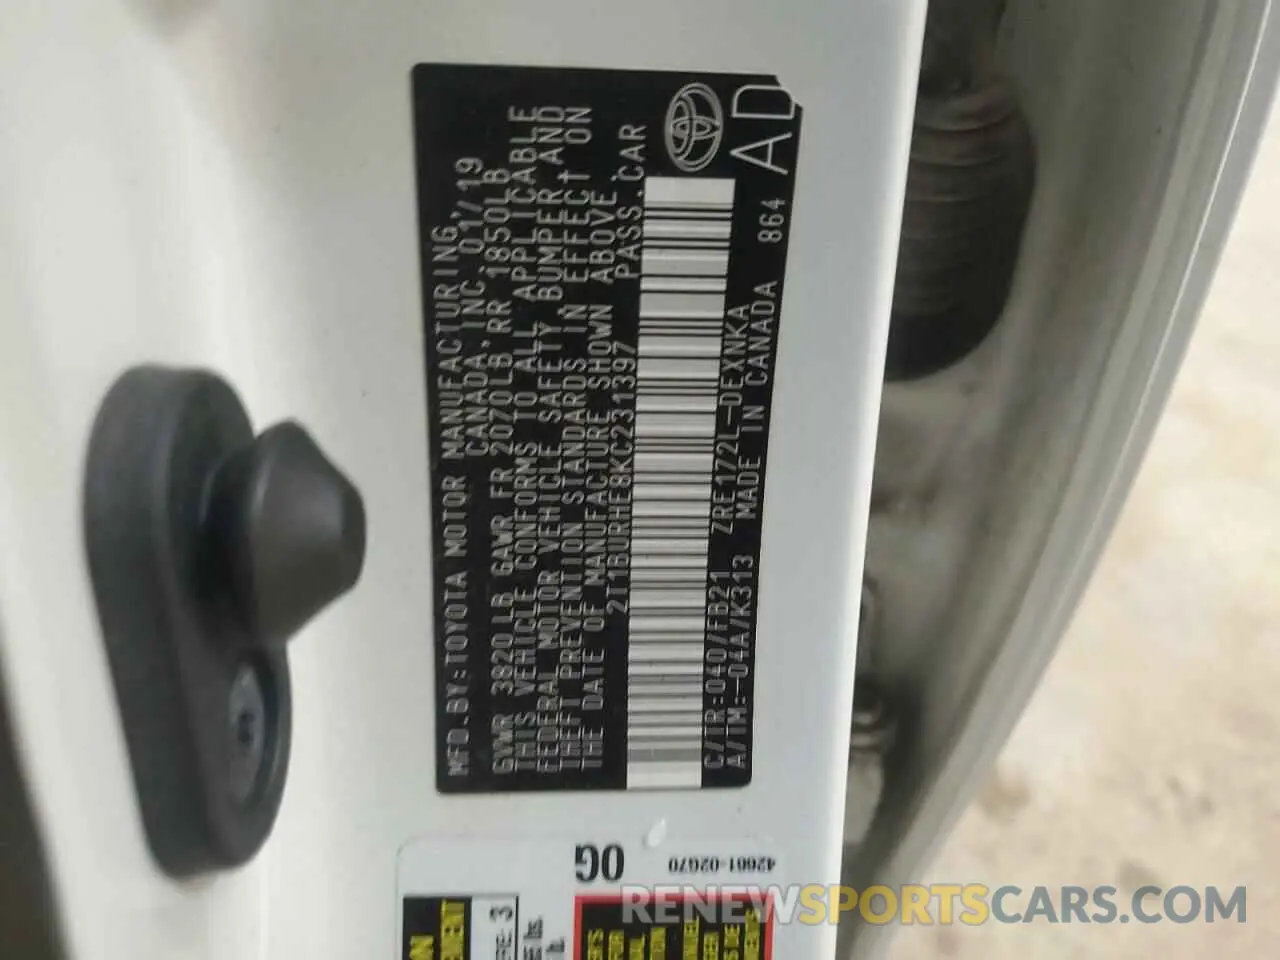 MFD.BY:TOYOTA MOTOR MANUFACTURING,
CANADA, INC. 01/19
GVWR 3820LB GAWR FR 2070LB RR 1850LB
THIS VEHICLE CONFORMS TO ALL APPLICABLE
FEDERAL MOTOR VEHICLE SAFETY BUMPER AND
THEFT PREVENTION STANDARDS IN EFFECT ON
THE DATE OF MANUFACTURE SHOWN ABOVE.
2T1BURHE8KC231397 PASS.CAR
C/TR:040/FB21 ZRE172L-DEXNKA 864
A/TM:-04A/K313 MADE IN CANADA
AD
0G
42661-02G70
3
lbs.
RENEWSPORTSCARS.COM